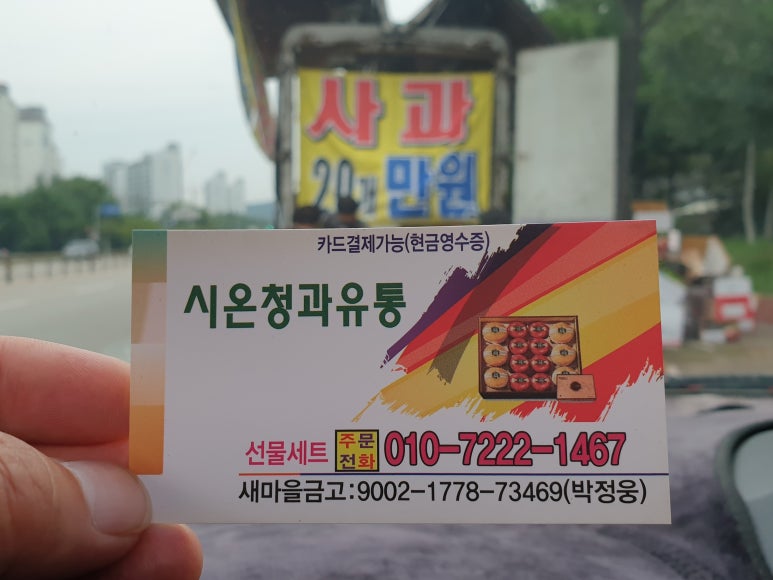 사과
20개 만원
카드결제가능(현금영수증)
시온청과유통
선물세트 주문전화 010-7222-1467
새마을금고:9002-1778-73469(박정웅)